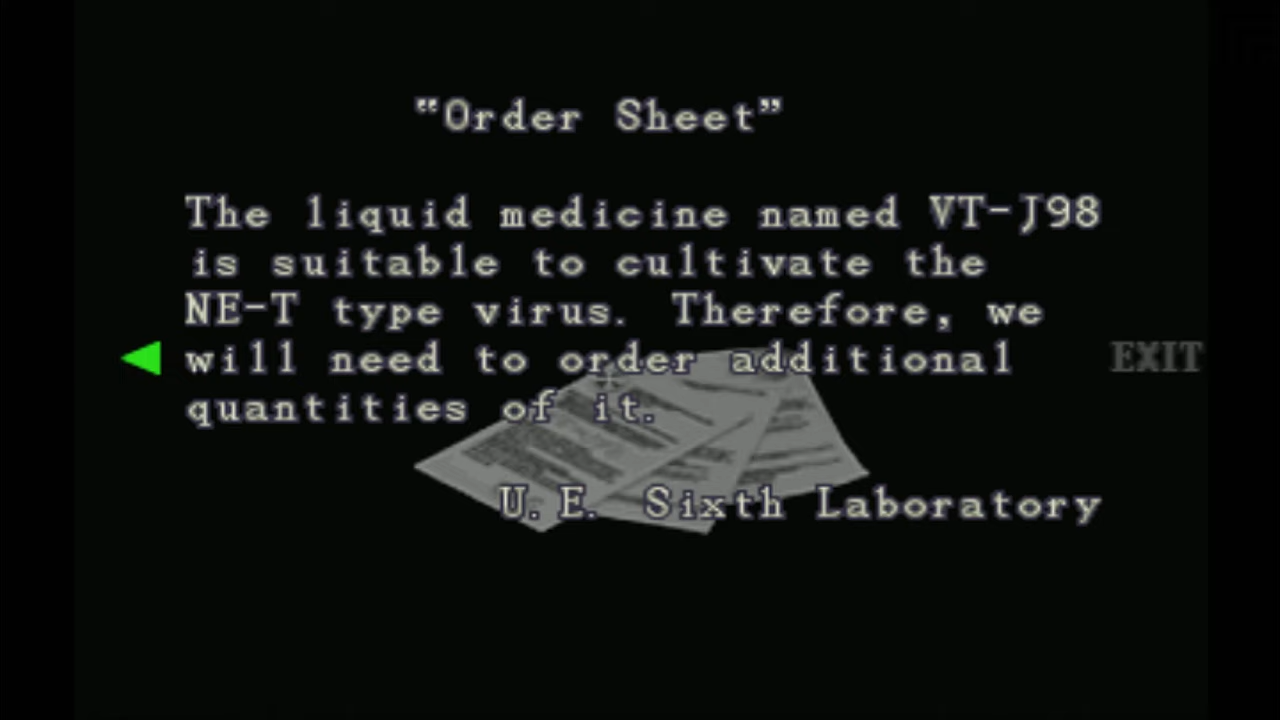 "Order Sheet"
The liquid medicine named VT-J98
is suitable to cultivate the
NE-T type virus. Therefore, we
will need to order additional
quantities of it.
EXIT
U.E. Sixth Laboratory